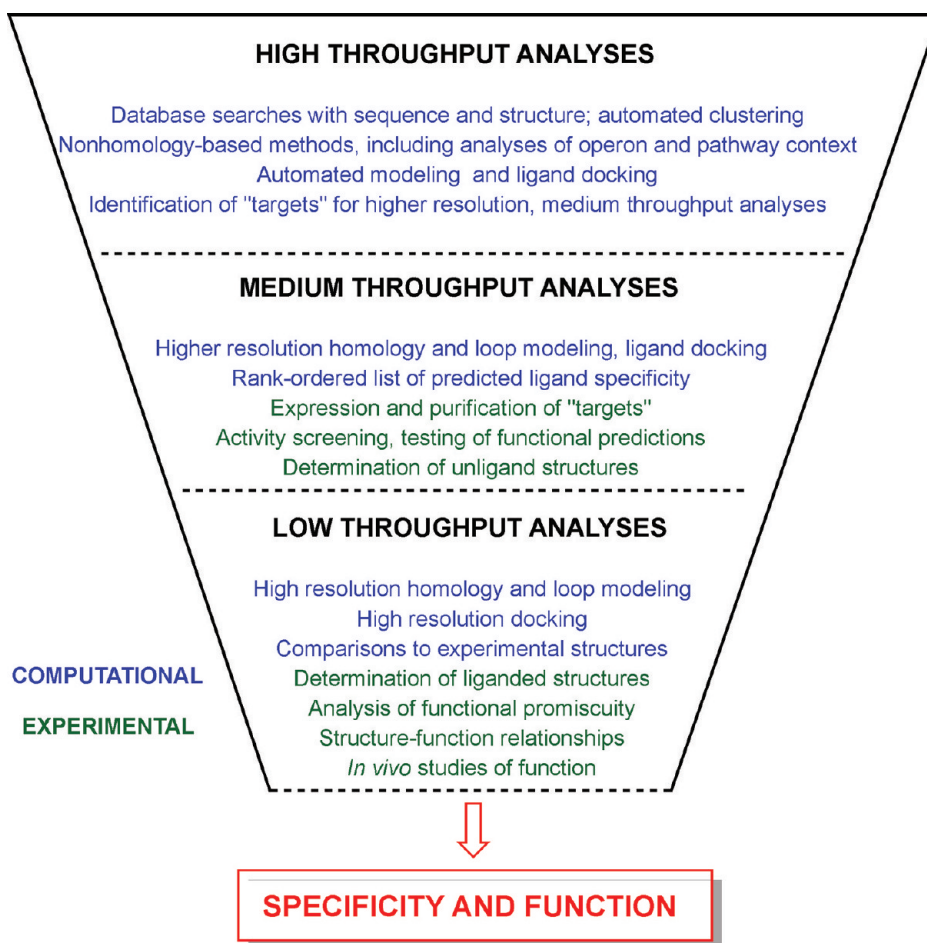 HIGH THROUGHPUT ANALYSES
Database searches with sequence and structure; automated clustering
Nonhomology-based methods, including analyses of operon and pathway context
Automated modeling and ligand docking
Identification of "targets" for higher resolution, medium throughput analyses
MEDIUM THROUGHPUT ANALYSES
Higher resolution homology and loop modeling, ligand docking
Rank-ordered list of predicted ligand specificity
Expression and purification of "targets"
Activity screening, testing of functional predictions
Determination of unligand structures
LOW THROUGHPUT ANALYSES
High resolution homology and loop modeling
High resolution docking
Comparisons to experimental structures
Determination of liganded structures
Analysis of functional promiscuity
Structure-function relationships
In vivo studies of function
COMPUTATIONAL
EXPERIMENTAL
SPECIFICITY AND FUNCTION